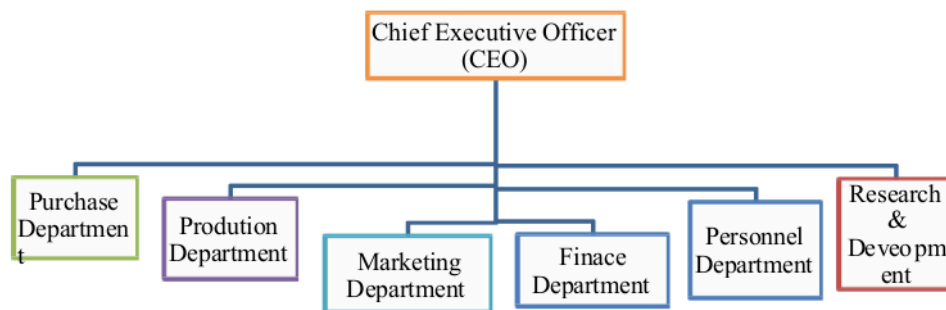 Chief Executive Officer
(CEO)
Purchase
Departmen
t
Prodution
Department
Marketing
Department
Finace
Department
Personnel
Department
Research
&
Deveopm
ent